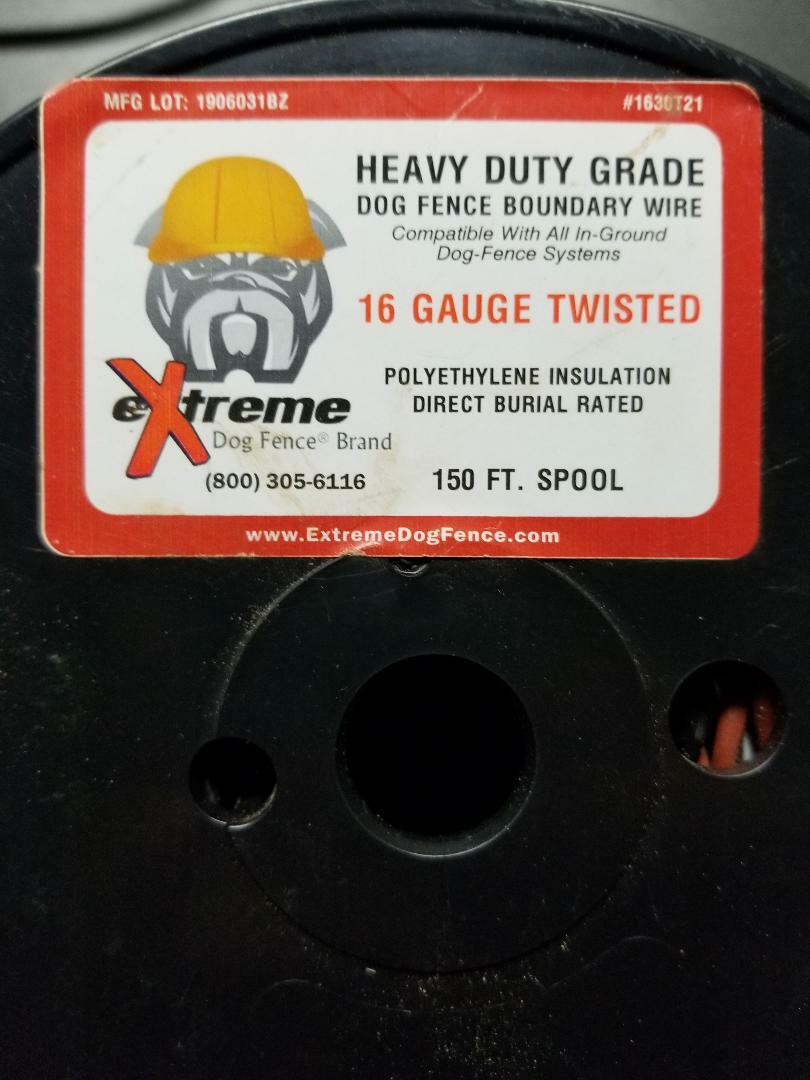 MFG LOT: 1906031BZ
HEAVY DUTY GRADE
DOG FENCE BOUNDARY WIRE
Compatible With All In-Ground
Dog-Fence Systems
16 GAUGE TWISTED
POLYETHYLENE INSULATION
DIRECT BURIAL RATED
eXtreme
Dog Fence® Brand
(800) 305-6116
150 FT. SPOOL
www.ExtremeDogFence.com